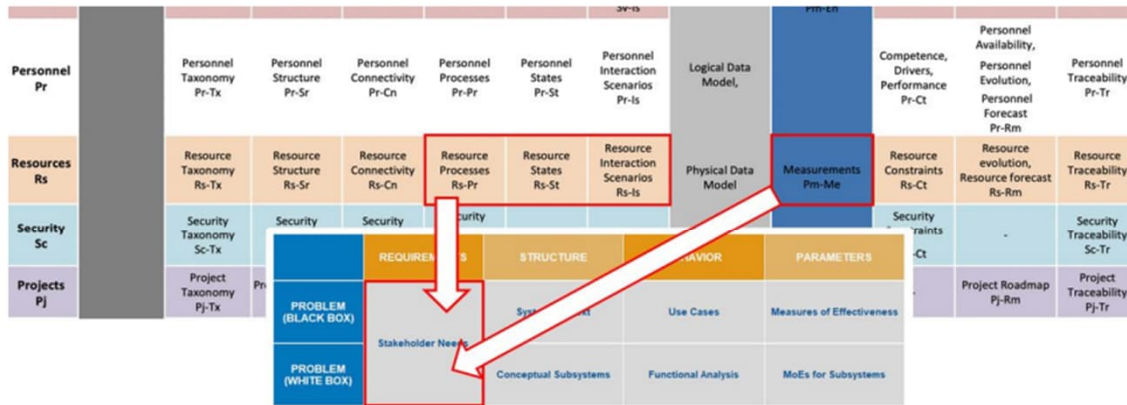 Sv-Is
Pm-En
Personnel
Pr
Personnel
Taxonomy
Pr-Tx
Personnel
Structure
Pr-Sr
Personnel
Connectivity
Pr-Cn
Personnel
Processes
Pr-Pr
Personnel
States
Pr-St
Personnel
Interaction
Scenarios
Pr-Is
Logical Data
Model,
Competence,
Drivers,
Performance
Pr-Ct
Personnel
Availability,
Personnel
Evolution,
Personnel
Forecast
Pr-Rm
Personnel
Traceability
Pr-Tr
Resources
Rs
Resource
Taxonomy
Rs-Tx
Resource
Structure
Rs-Sr
Resource
Connectivity
Rs-Cn
Resource
Processes
Rs-Pr
Resource
States
Rs-St
Resource
Interaction
Scenarios
Rs-Is
Physical Data
Model
Measurements
Pm-Me
Resource
Constraints
Rs-Ct
Resource
evolution,
Resource forecast
Rs-Rm
Resource
Traceability
Rs-Tr
Security
Sc
Security
Taxonomy
Sc-Tx
Security
Security
Security
-
Security
Traceability
Sc-Tr
Projects
Pj
Project
Taxonomy
Pj-Tx
-
Project Roadmap
Pj-Rm
Project
Traceability
Pj-Tr
STRUCTURE
PARAMETERS
PROBLEM
(BLACK BOX)
Stakeholder Needs
Use Cases
Measures of Effectiveness
PROBLEM
(WHITE BOX)
Conceptual Subsystems
Functional Analysis
MoEs for Subsystems